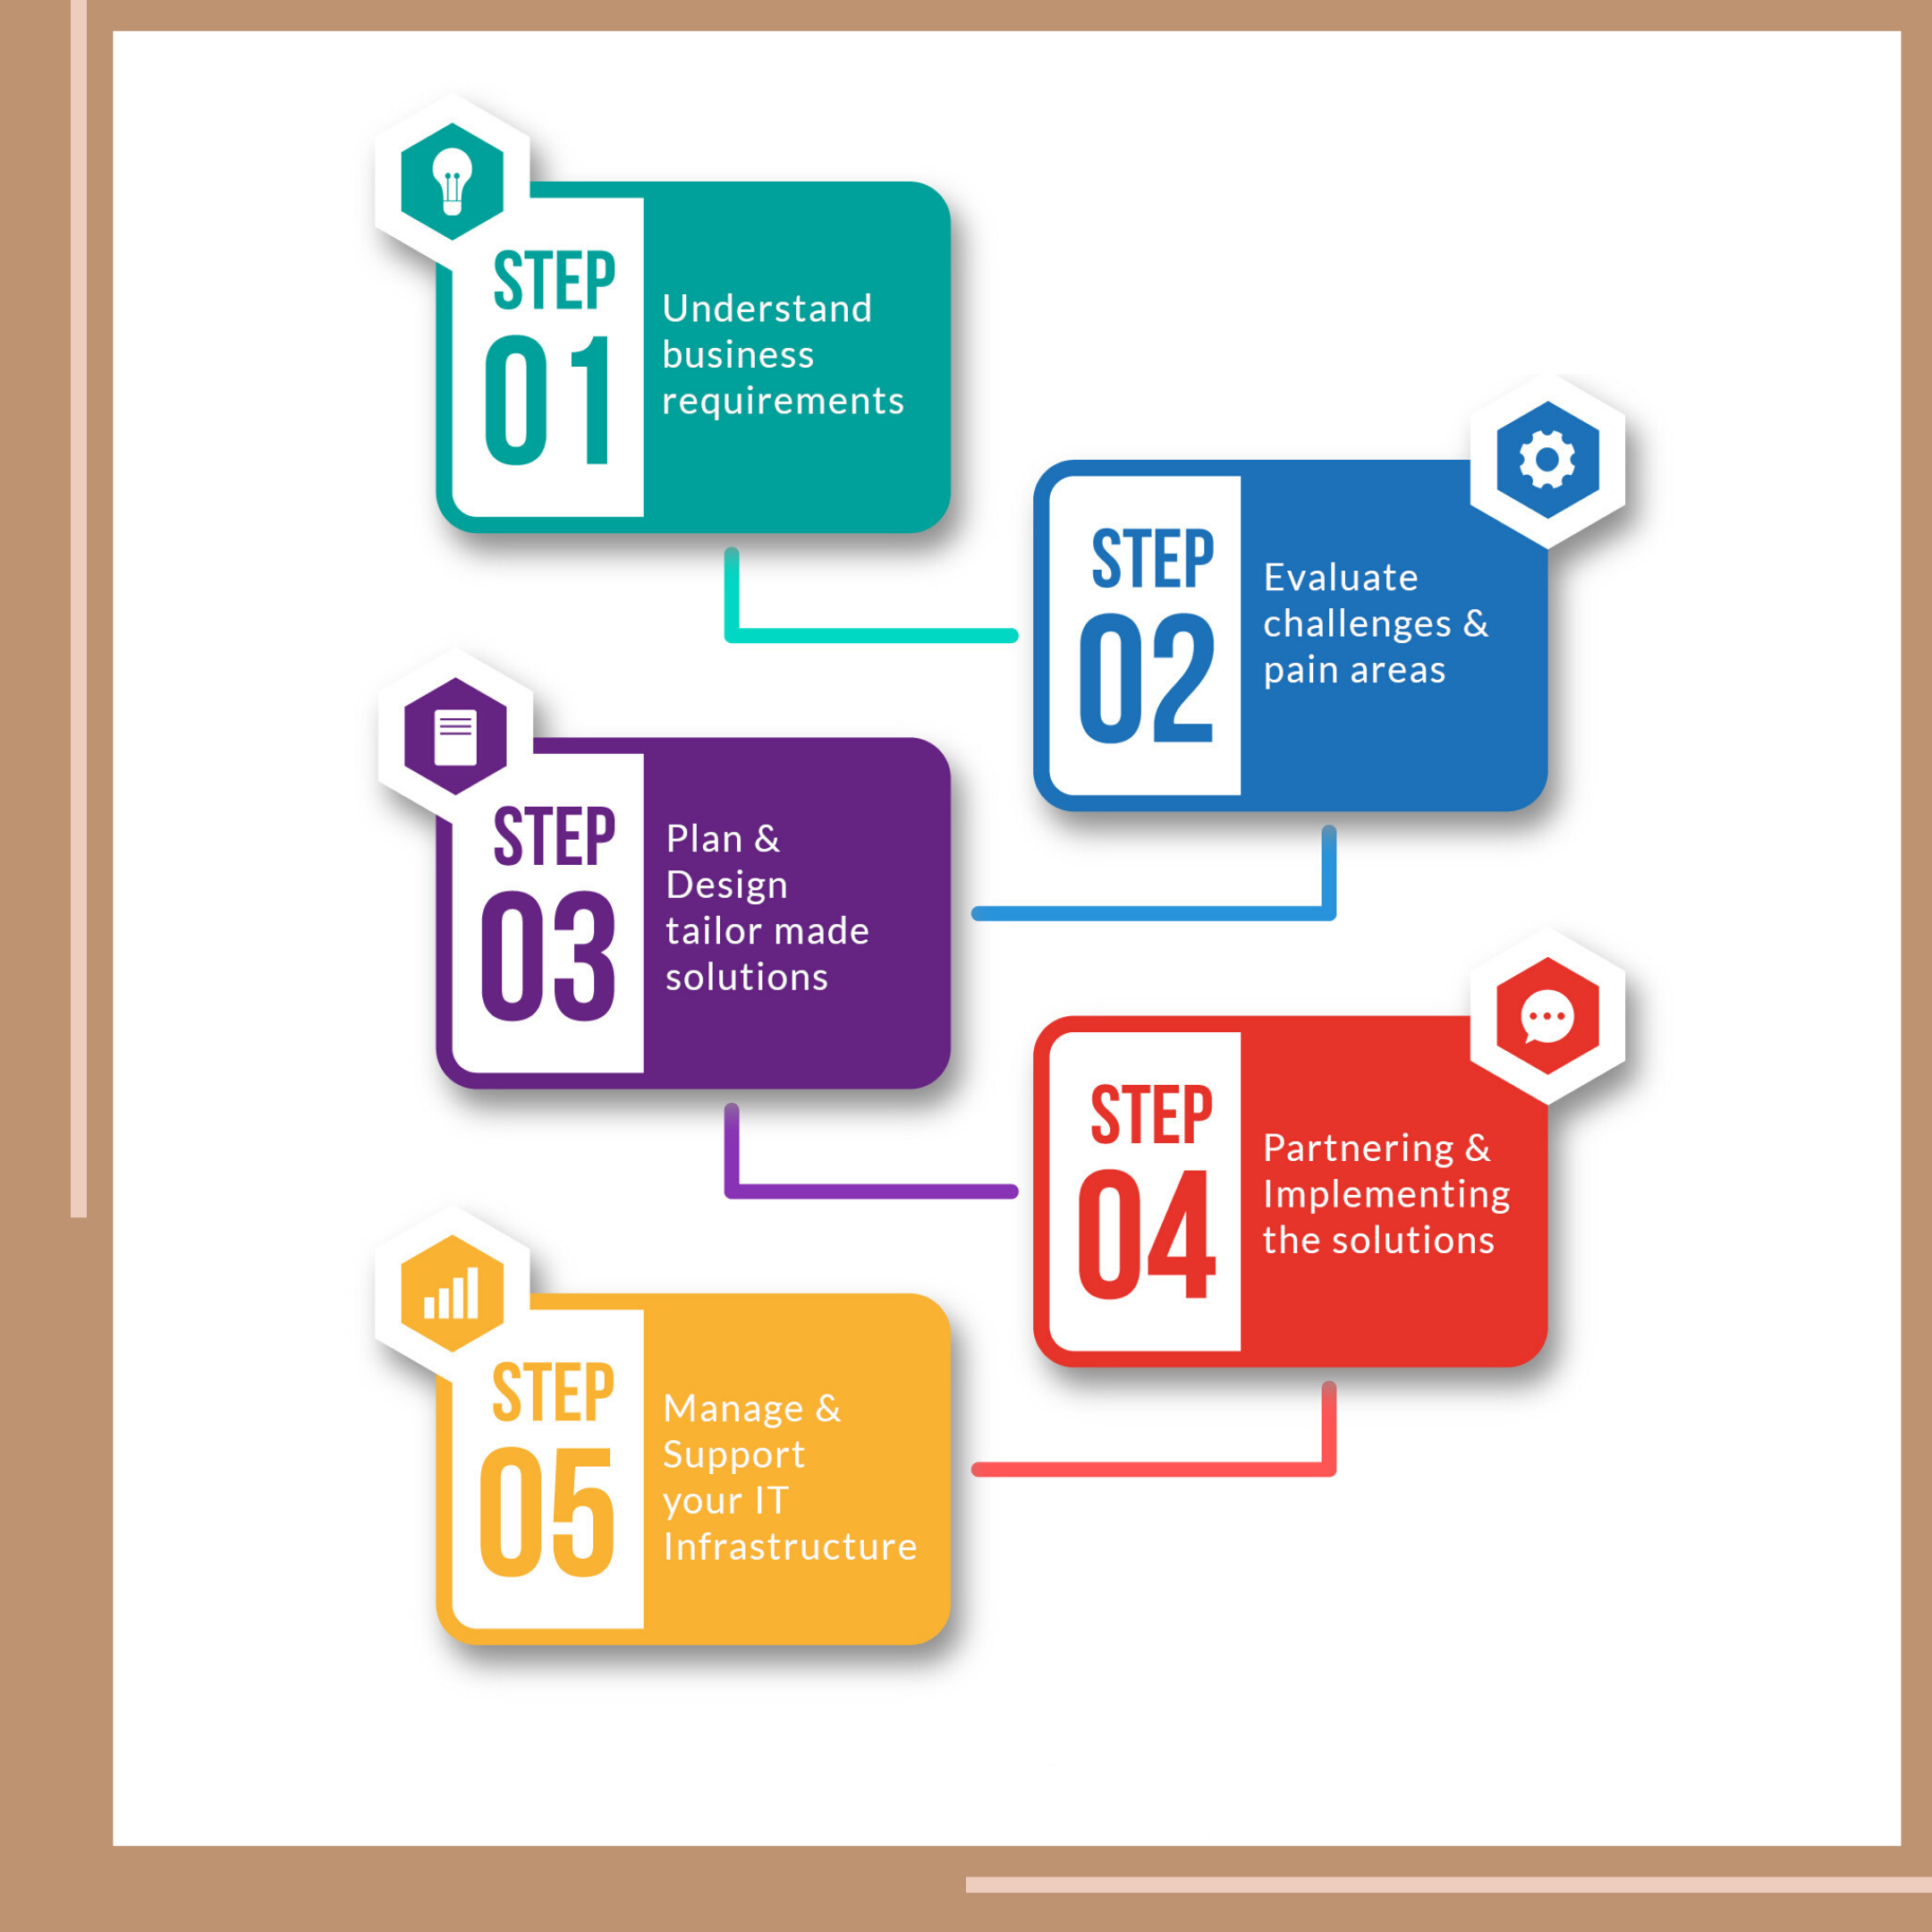 STEP
01
Understand
business
requirements
STEP
02
Evaluate
challenges &
pain areas
STEP
03
Plan &
Design
tailor made
solutions
STEP
04
Partnering &
Implementing
the solutions
STEP
05
Manage &
Support
your IT
Infrastructure